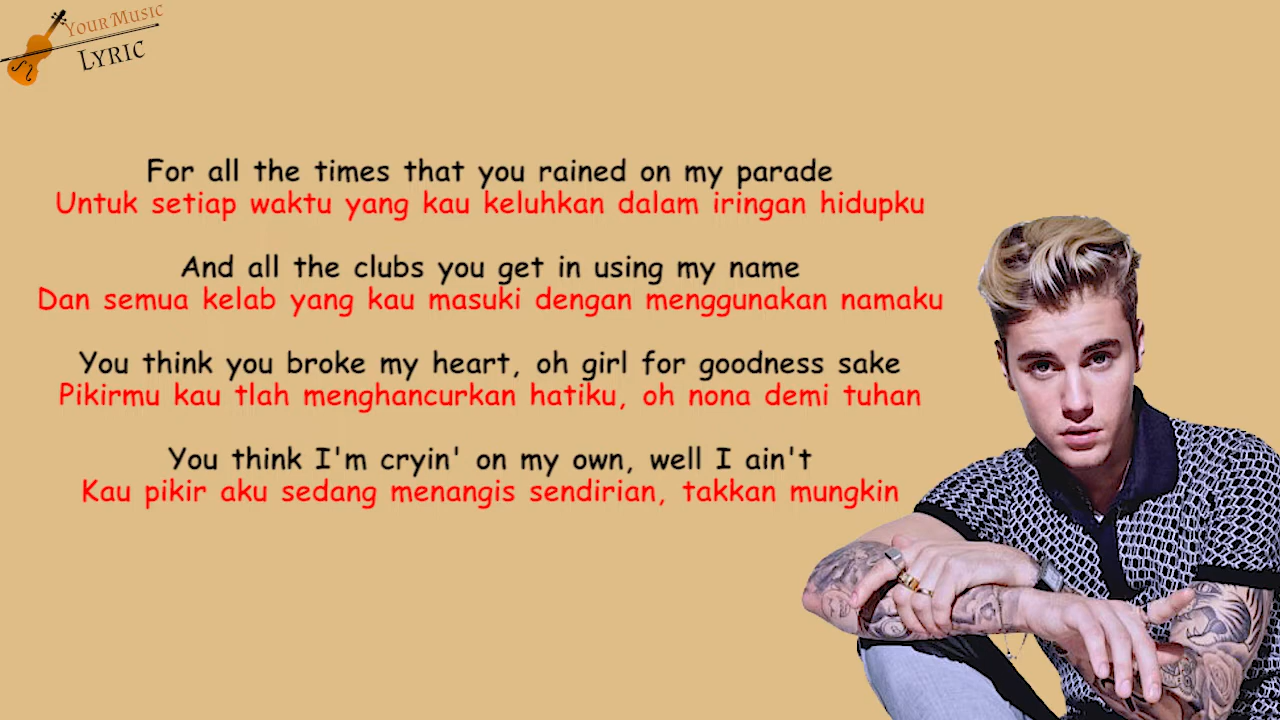 YOUR MUSIC
LYRIC
For all the times that you rained on my parade
Untuk setiap waktu yang kau keluhkan dalam iringan hidupku
And all the clubs you get in using my name
Dan semua kelab yang kau masuki dengan menggunakan namaku
You think you broke my heart, oh girl for goodness sake
Pikirmu kau tlah menghancurkan hatiku, oh nona demi tuhan
You think I'm cryin' on my own, well I ain't
Kau pikir aku sedang menangis sendirian, takkan mungkin